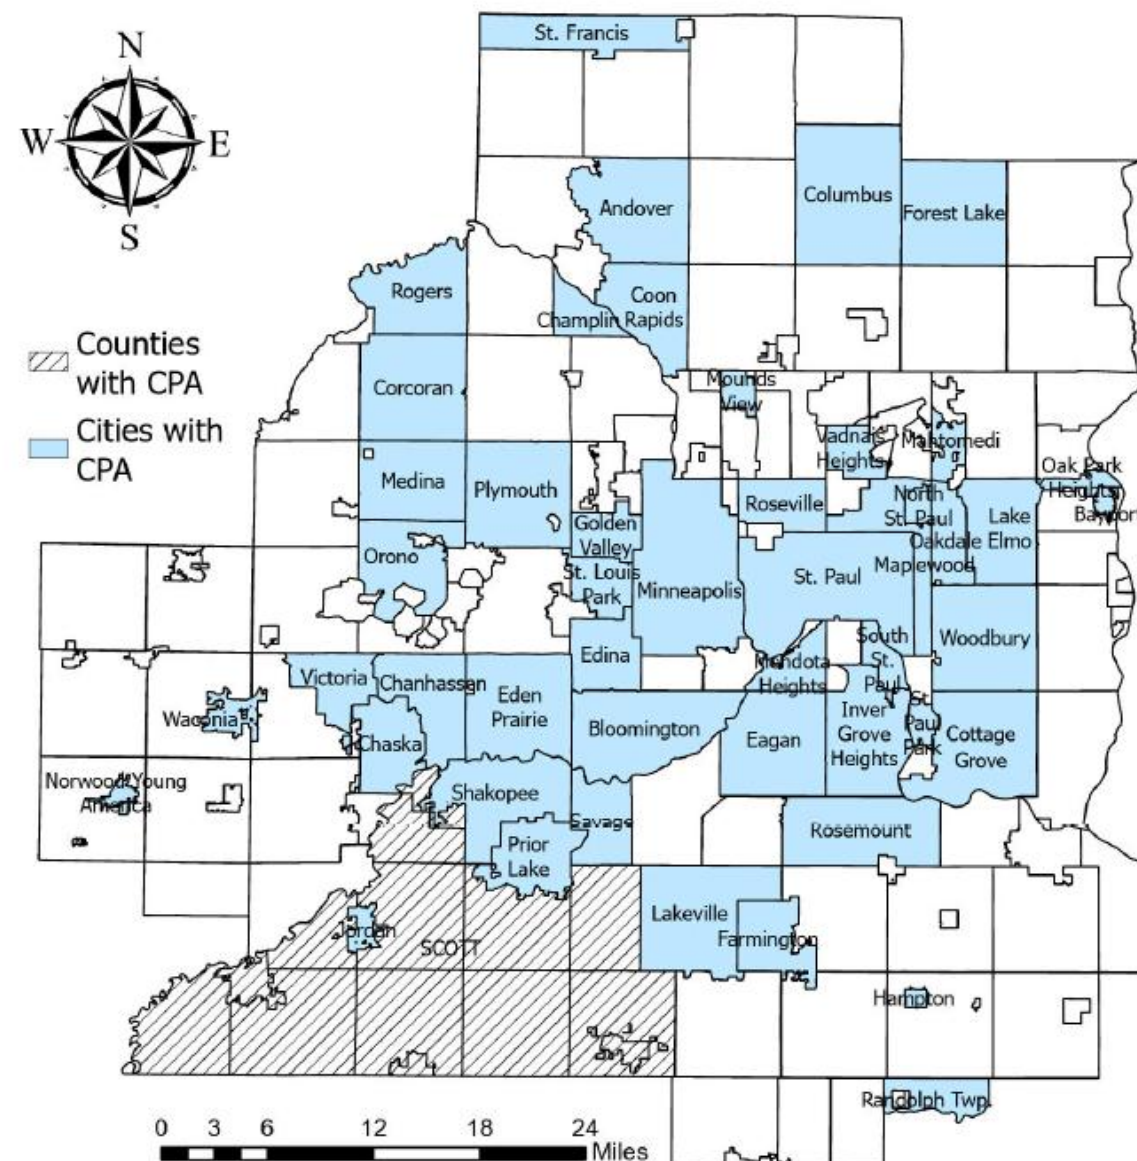 N
W
E
S
St. Francis
Andover
Columbus
Forest Lake
Rogers
Champlin
Coon
Rapids
Counties
with CPA
Cities with
CPA
Corcoran
Mounds
View
Vadnais
Heights
Mahtomedi
Medina
Plymouth
Oak Park
Heights
Bayport
Roseville
North
St. Paul
Lake
Elmo
Golden
Valley
Orono
Oakdale
Maplewood
St. Louis
Park
Minneapolis
St. Paul
Edina
South
St.
Paul
Woodbury
Victoria
Chanhassen
Eden
Prairie
Mendota
Heights
Waconia
Chaska
Bloomington
Eagan
Inver
Grove
Heights
St.
Paul
Park
Cottage
Grove
Norwood Young
America
Shakopee
Savage
Prior
Lake
Rosemount
Jordan
SCOTT
Lakeville
Farmington
Hampton
Randolph Twp.
0 3 6 12 18 24
Miles